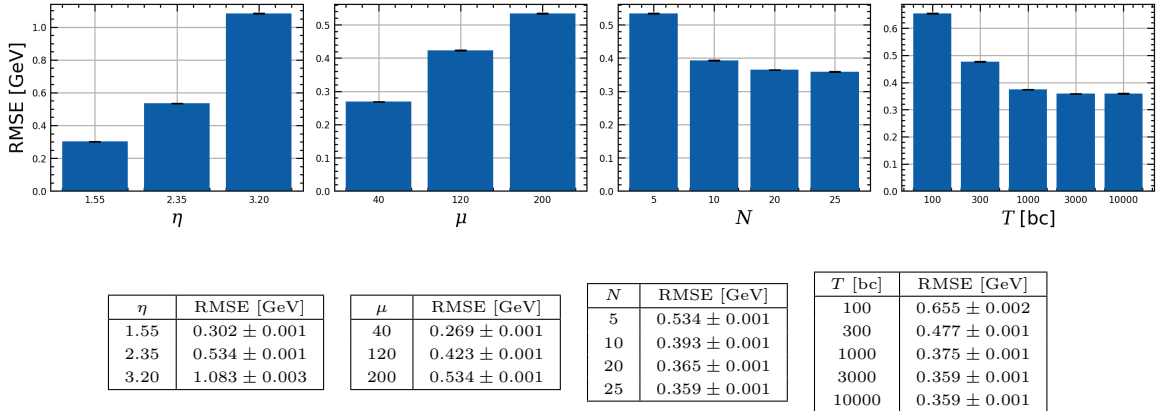 RMSE [GeV]
1.0
0.8
0.6
0.4
0.2
0.0
1.55 2.35 3.20
η
0.4
0.3
0.2
0.1
0.0
40 120 200
μ
0.5
0.4
0.3
0.2
0.1
0.0
5 10 20 25
N
0.6
0.5
0.4
0.3
0.2
0.1
0.0
100 300 1000 3000 10000
T [bc]
η RMSE [GeV]
1.55 0.302 ± 0.001
2.35 0.534 ± 0.001
3.20 1.083 ± 0.003
μ RMSE [GeV]
40 0.269 ± 0.001
120 0.423 ± 0.001
200 0.534 ± 0.001
N RMSE [GeV]
5 0.534 ± 0.001
10 0.393 ± 0.001
20 0.365 ± 0.001
25 0.359 ± 0.001
T [bc] RMSE [GeV]
100 0.655 ± 0.002
300 0.477 ± 0.001
1000 0.375 ± 0.001
3000 0.359 ± 0.001
10000 0.359 ± 0.001